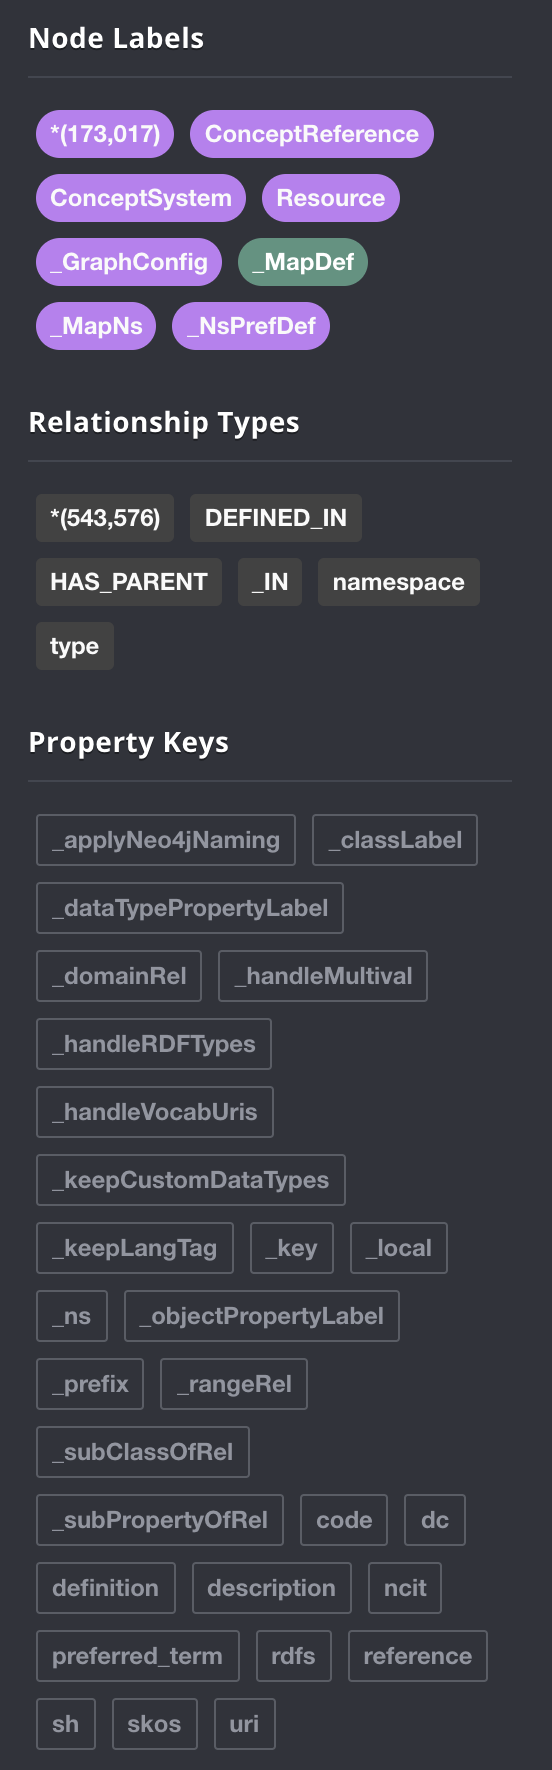 Node Labels
*(173,017) ConceptReference
ConceptSystem Resource
_GraphConfig _MapDef
_MapNs _NsPrefDef
Relationship Types
*(543,576) DEFINED_IN
HAS_PARENT _IN namespace
type
Property Keys
_applyNeo4jNaming _classLabel
_dataTypePropertyLabel
_domainRel _handleMultival
_handleRDFTypes
_handleVocabUris
_keepCustomDataTypes
_keepLangTag _key _local
_ns _objectPropertyLabel
_prefix _rangeRel
_subClassOfRel
_subPropertyOfRel code dc
definition description ncit
preferred_term rdfs reference
sh skos uri